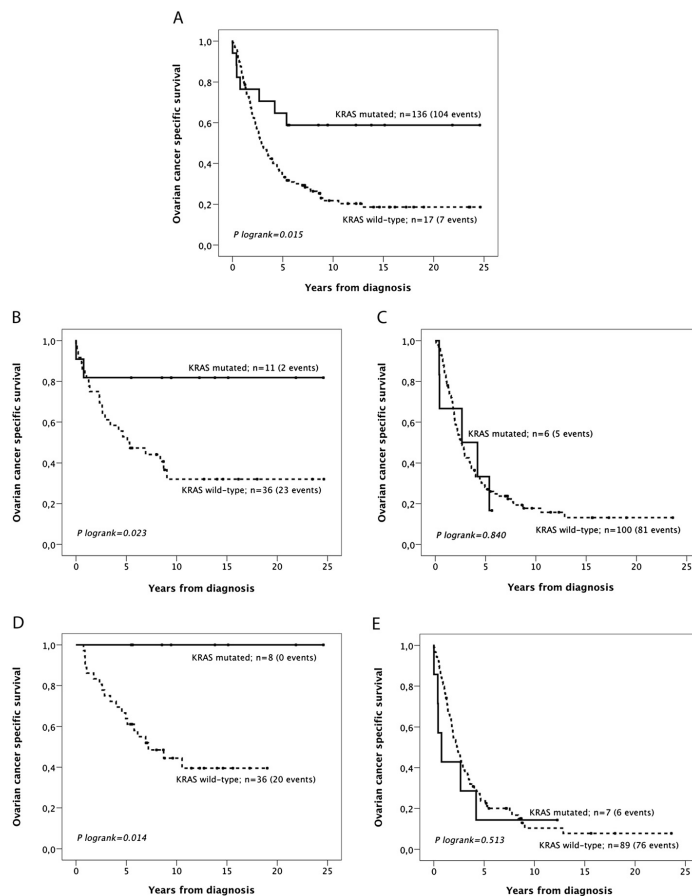 A
Ovarian cancer specific survival
1,0
0,8
0,6
0,4
0,2
0,0
KRAS mutated; n=136 (104 events)
KRAS wild-type; n=17 (7 events)
P logrank=0.015
0 5 10 15 20 25
Years from diagnosis
B
Ovarian cancer specific survival
1,0
0,8
0,6
0,4
0,2
0,0
KRAS mutated; n=11 (2 events)
KRAS wild-type; n=36 (23 events)
P logrank=0.023
0 5 10 15 20 25
Years from diagnosis
C
Ovarian cancer specific survival
1,0
0,8
0,6
0,4
0,2
0,0
KRAS mutated; n=6 (5 events)
KRAS wild-type; n=100 (81 events)
P logrank=0.840
0 5 10 15 20 25
Years from diagnosis
D
Ovarian cancer specific survival
1,0
0,8
0,6
0,4
0,2
0,0
KRAS mutated; n=8 (0 events)
KRAS wild-type; n=36 (20 events)
P logrank=0.014
0 5 10 15 20 25
Years from diagnosis
E
Ovarian cancer specific survival
1,0
0,8
0,6
0,4
0,2
0,0
KRAS mutated; n=7 (6 events)
KRAS wild-type; n=89 (76 events)
P logrank=0.513
0 5 10 15 20 25
Years from diagnosis